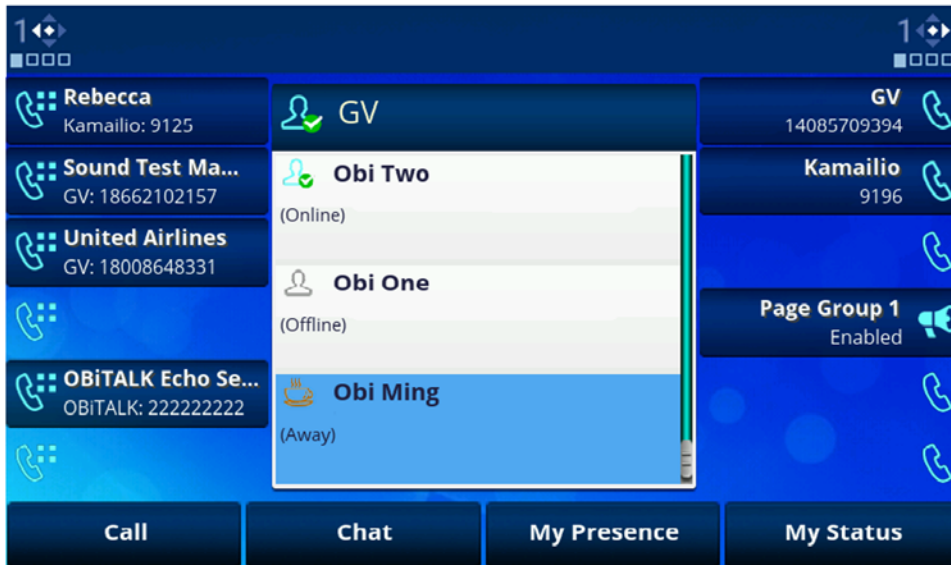 1
1
Rebecca
Kamailio: 9125
Sound Test Ma...
GV: 18662102157
United Airlines
GV: 18008648331
OBiTALK Echo Se...
OBiTALK: 222222222
GV
Obi Two
(Online)
Obi One
(Offline)
Obi Ming
(Away)
GV
14085709394
Kamailio
9196
Page Group 1
Enabled
Call
Chat
My Presence
My Status